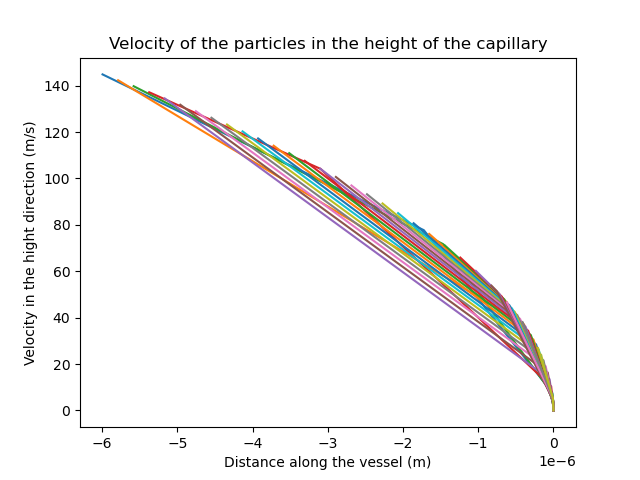 Velocity of the particles in the height of the capillary
Velocity in the hight direction (m/s)
140
120
100
80
60
40
20
0
−6 −5 −4 −3 −2 −1 0
1e−6
Distance along the vessel (m)